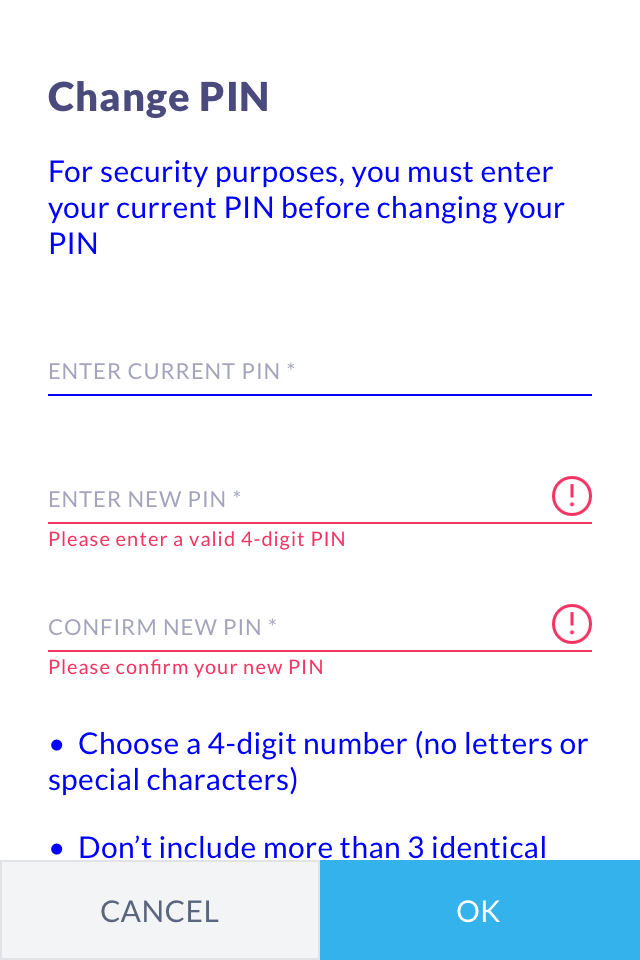 Change PIN
For security purposes, you must enter
your current PIN before changing your
PIN
ENTER CURRENT PIN *
ENTER NEW PIN *
Please enter a valid 4-digit PIN
CONFIRM NEW PIN *
Please confirm your new PIN
• Choose a 4-digit number (no letters or
special characters)
• Don’t include more than 3 identical
CANCEL
OK